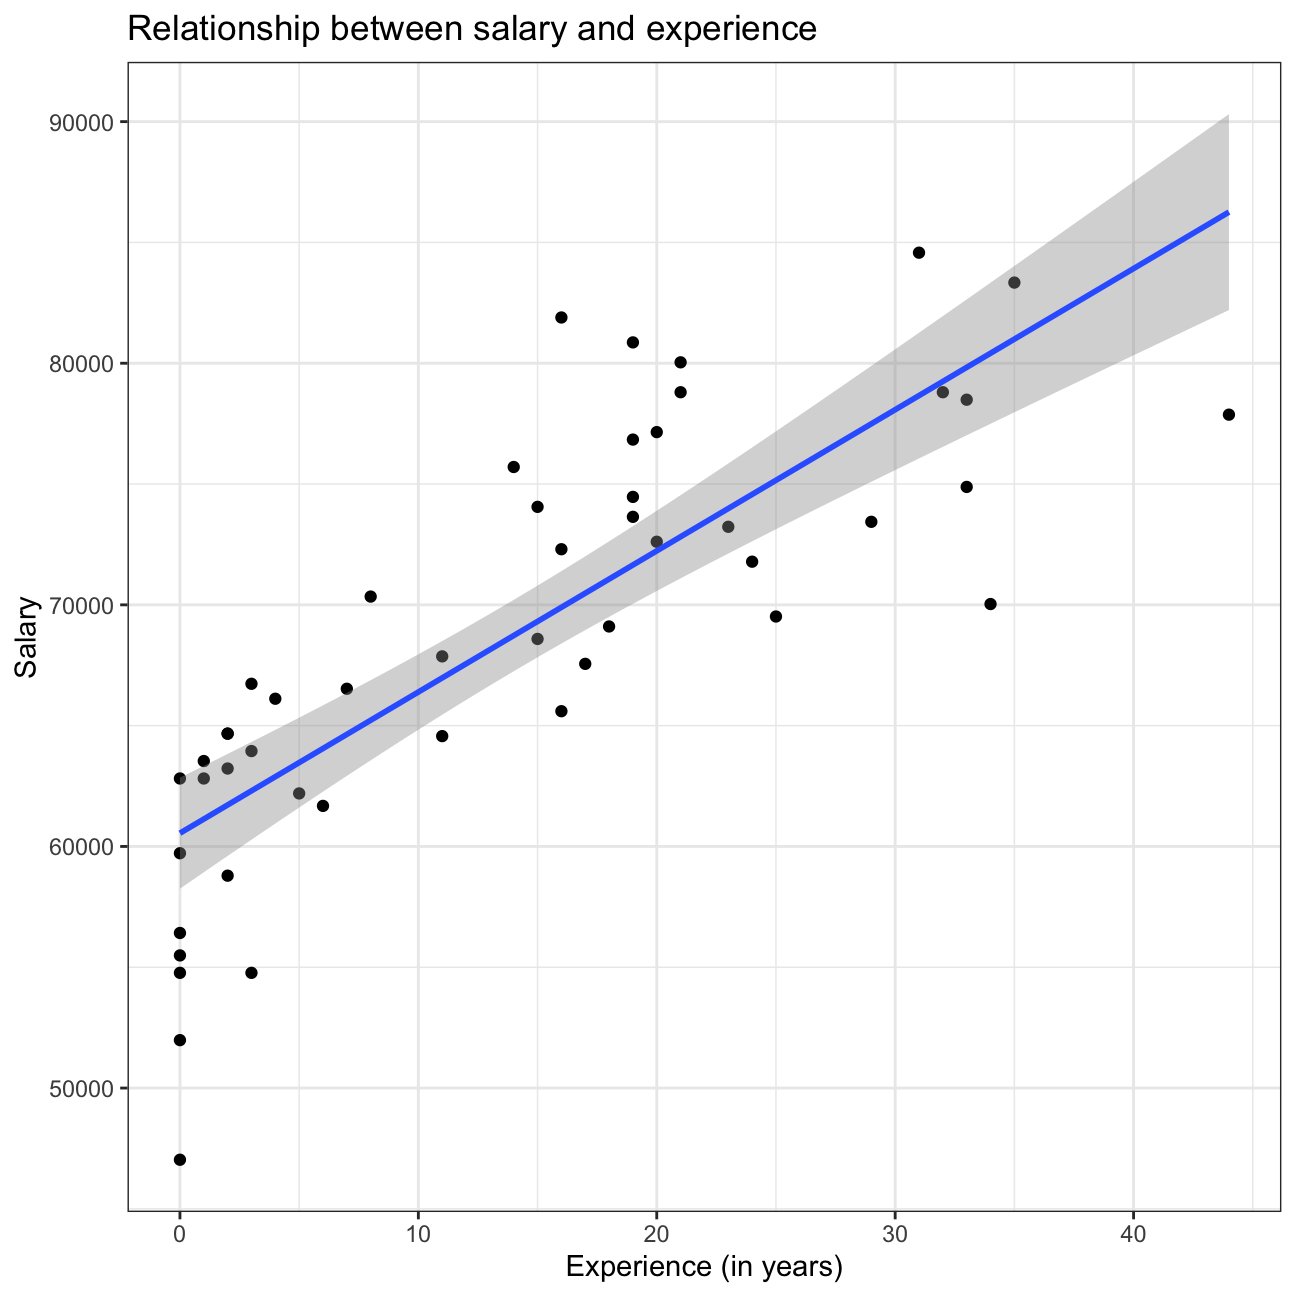 Relationship between salary and experience
90000
80000
70000
60000
50000
Salary
0 10 20 30 40
Experience (in years)